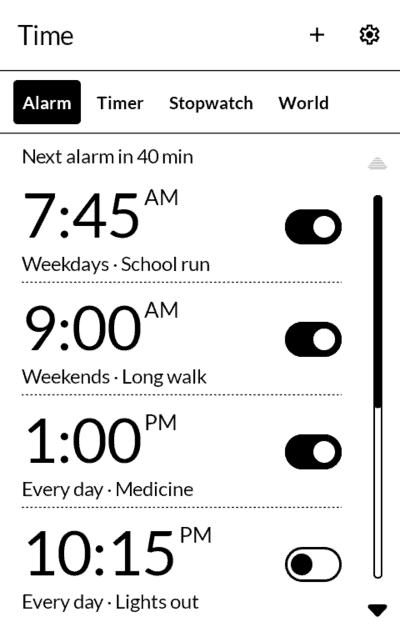 Time
Alarm Timer Stopwatch World
Next alarm in 40 min
7:45 AM
Weekdays · School run
9:00 AM
Weekends · Long walk
1:00 PM
Every day · Medicine
10:15 PM
Every day · Lights out